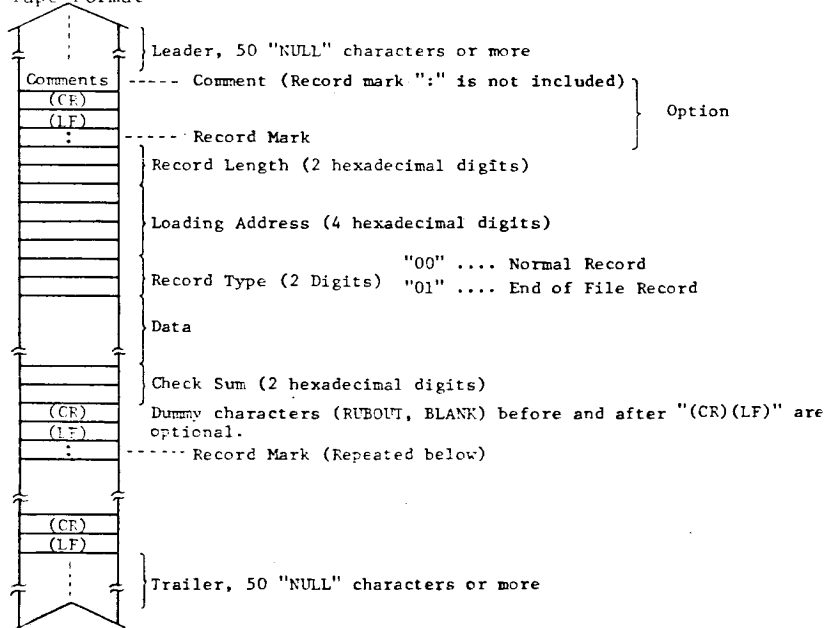 Tape Format
Leader, 50 "NULL" characters or more
Comments ----- Comment (Record mark ":" is not included)
(CR)
Option
(LF)
: ------ Record Mark
Record Length (2 hexadecimal digits)
Loading Address (4 hexadecimal digits)
"00" .... Normal Record
Record Type (2 Digits)
"01" .... End of File Record
Data
Check Sum (2 hexadecimal digits)
(CR) Dummy characters (RUBOUT, BLANK) before and after "(CR)(LF)" are
(LF) optional.
: ------ Record Mark (Repeated below)
(CR)
(LF)
Trailer, 50 "NULL" characters or more